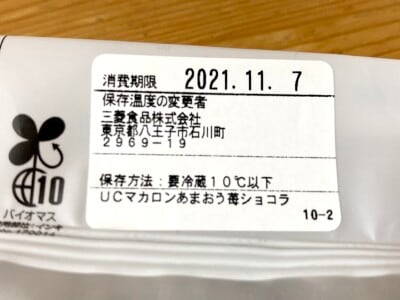 消費期限 2021.11. 7
保存温度の変更者
三菱食品株式会社
東京都八王子市石川町
2969-19
保存方法：要冷蔵10℃以下
UCマカロンあまおう苺ショコラ
10-2
10
バイオマス